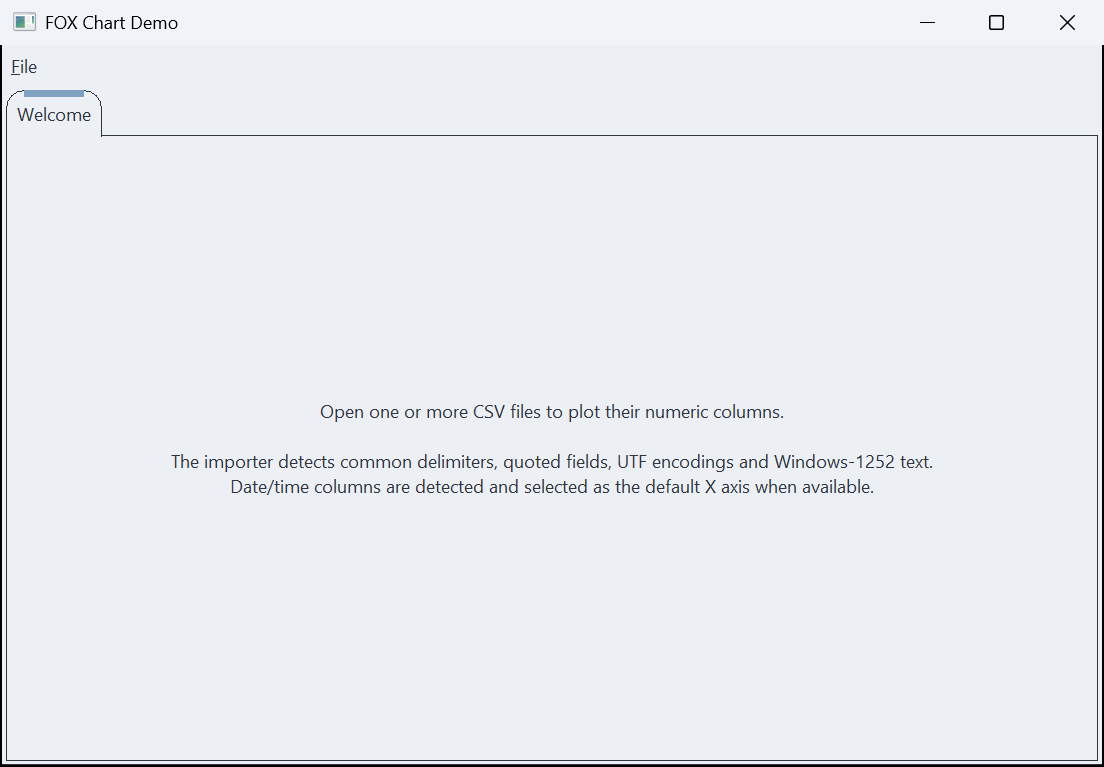 FOX Chart Demo
File
Welcome
Open one or more CSV files to plot their numeric columns.
The importer detects common delimiters, quoted fields, UTF encodings and Windows-1252 text.
Date/time columns are detected and selected as the default X axis when available.